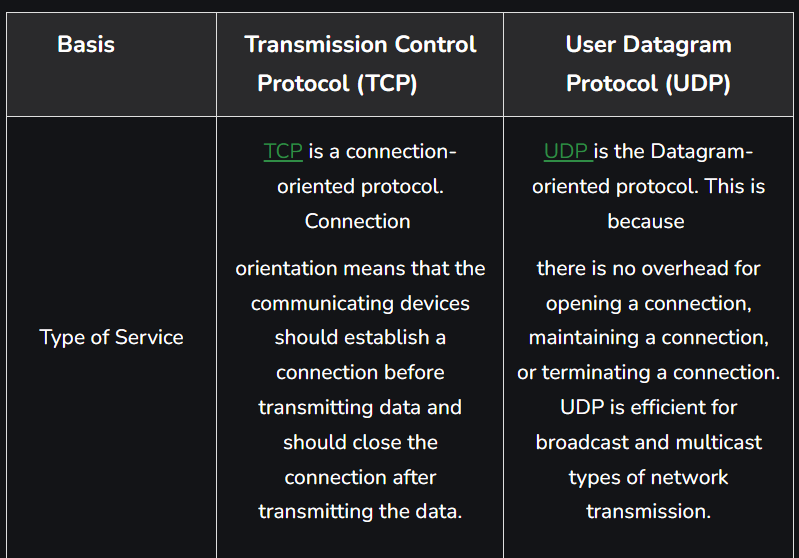 Basis
Transmission Control
Protocol (TCP)
User Datagram
Protocol (UDP)
Type of Service
TCP is a connection-
oriented protocol.
Connection
orientation means that the
communicating devices
should establish a
connection before
transmitting data and
should close the
connection after
transmitting the data.
UDP is the Datagram-
oriented protocol. This is
because
there is no overhead for
opening a connection,
maintaining a connection,
or terminating a connection.
UDP is efficient for
broadcast and multicast
types of network
transmission.